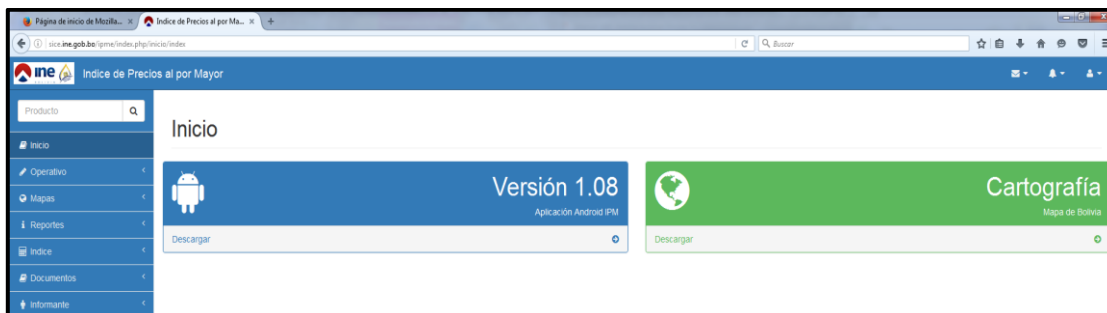 Página de inicio de Mozilla...
Indice de Precios al por Ma...
sice.ine.gob.bo/ipme/index.php/inicio/index
Buscar
ine
Indice de Precios al por Mayor
Producto
Inicio
Inicio
Operativo
Mapas
Reportes
Indice
Documentos
Informante
Versión 1.08
Aplicación Android IPM
Descargar
Cartografía
Mapa de Bolivia
Descargar